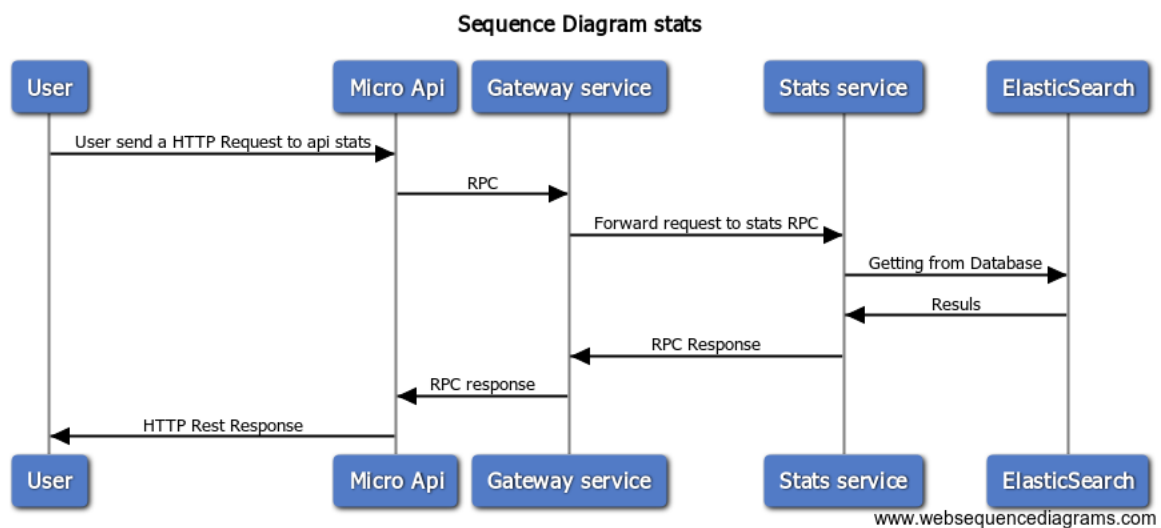 Sequence Diagram stats
User
Micro Api
Gateway service
Stats service
ElasticSearch
User send a HTTP Request to api stats
RPC
Forward request to stats RPC
Getting from Database
Resuls
RPC Response
RPC response
HTTP Rest Response
User
Micro Api
Gateway service
Stats service
ElasticSearch
www.websequencediagrams.com